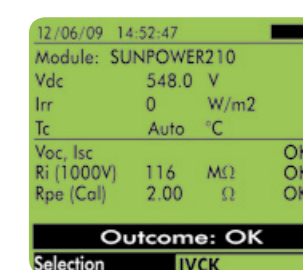 12/06/09 14:52:47
Module: SUNPOWER210
Vdc 548.0 V
Irr 0 W/m2
Tc Auto °C
Voc, Isc OK
Ri (1000V) 116 MΩ OK
Rpe (Cal) 2.00 Ω OK
Outcome: OK
Selection IVCK